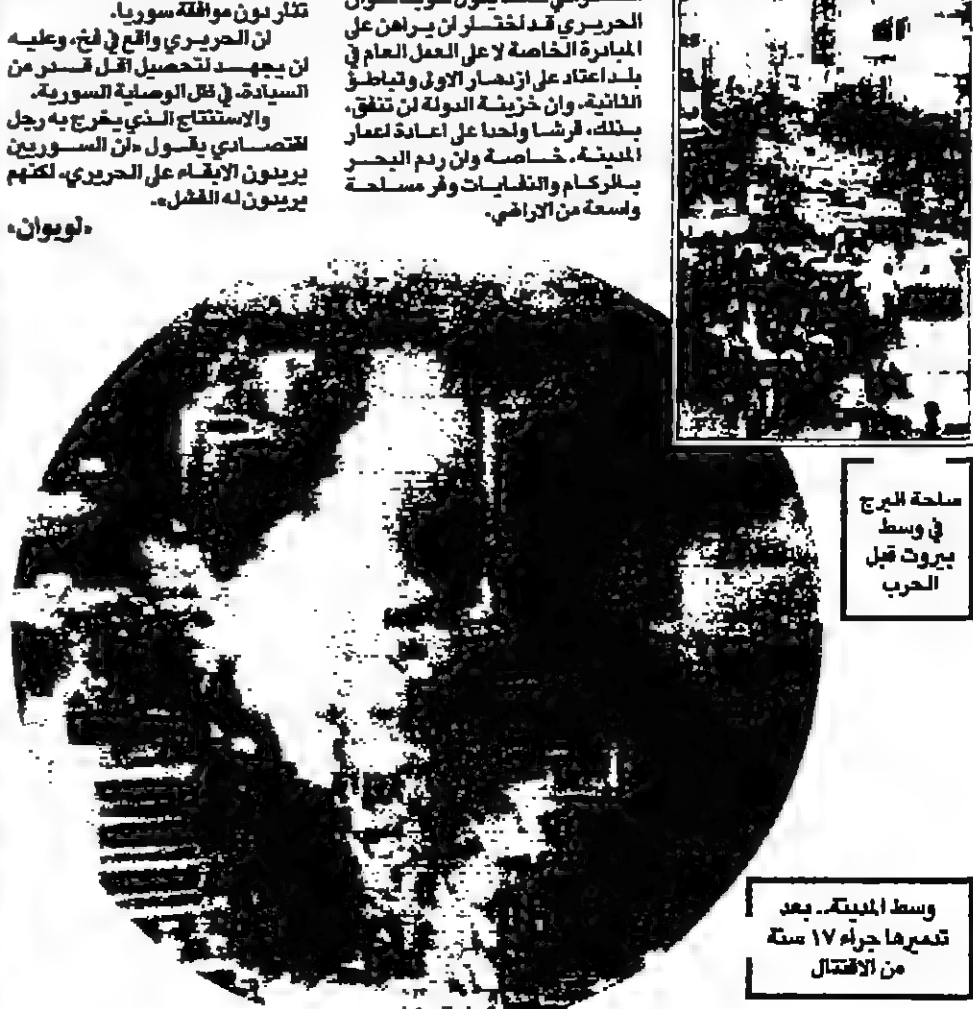 الحريري قد اختار ان يراهن على
المبادرة الخاصة لا على العمل العام في
بلد اعتاد على ازدهار الاولى وتباطؤ
الثانية. وان خزينة الدولة لن تنفق،
بذلك، قرشا واحدا على اعادة اعمار
المدينة. خاصة وان ردم البحر
بالركام والنفايات وفر مساحة
واسعة من الاراضي.
تثار دون موافقة سوريا.
ان الحريري واقع في فخ، وعليه
ان يجهد لتحصيل اقل قدر من
السيادة، في ظل الوصاية السورية.
والاستنتاج الذي يخرج به رجل
اقتصادي يقول «ان السوريين
يريدون الابقاء على الحريري، لكنهم
يريدون له الفشل».
«لوبوان»
ساحة البرج
في وسط
بيروت قبل
الحرب
وسط المدينة.. بعد
تدميرها جراء ١٧ سنة
من الاقتتال